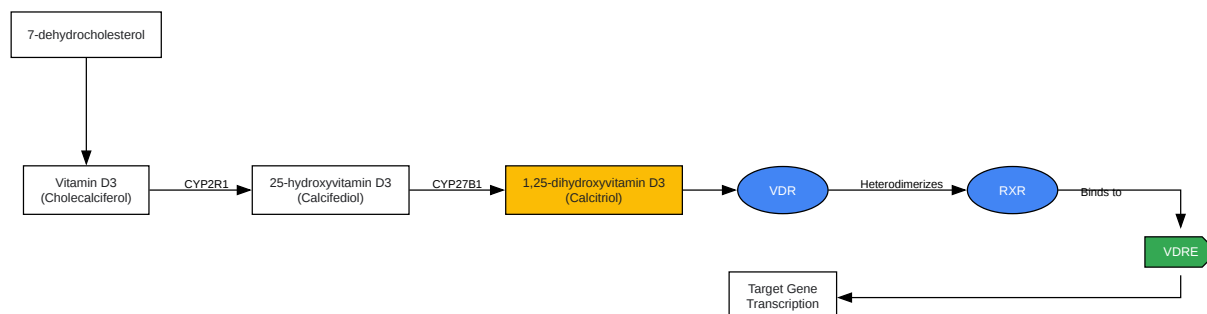 7-dehydrocholesterol
Vitamin D3
(Cholecalciferol)
CYP2R1
25-hydroxyvitamin D3
(Calcifediol)
CYP27B1
1,25-dihydroxyvitamin D3
(Calcitriol)
VDR
Heterodimerizes
RXR
Binds to
VDRE
Target Gene
Transcription